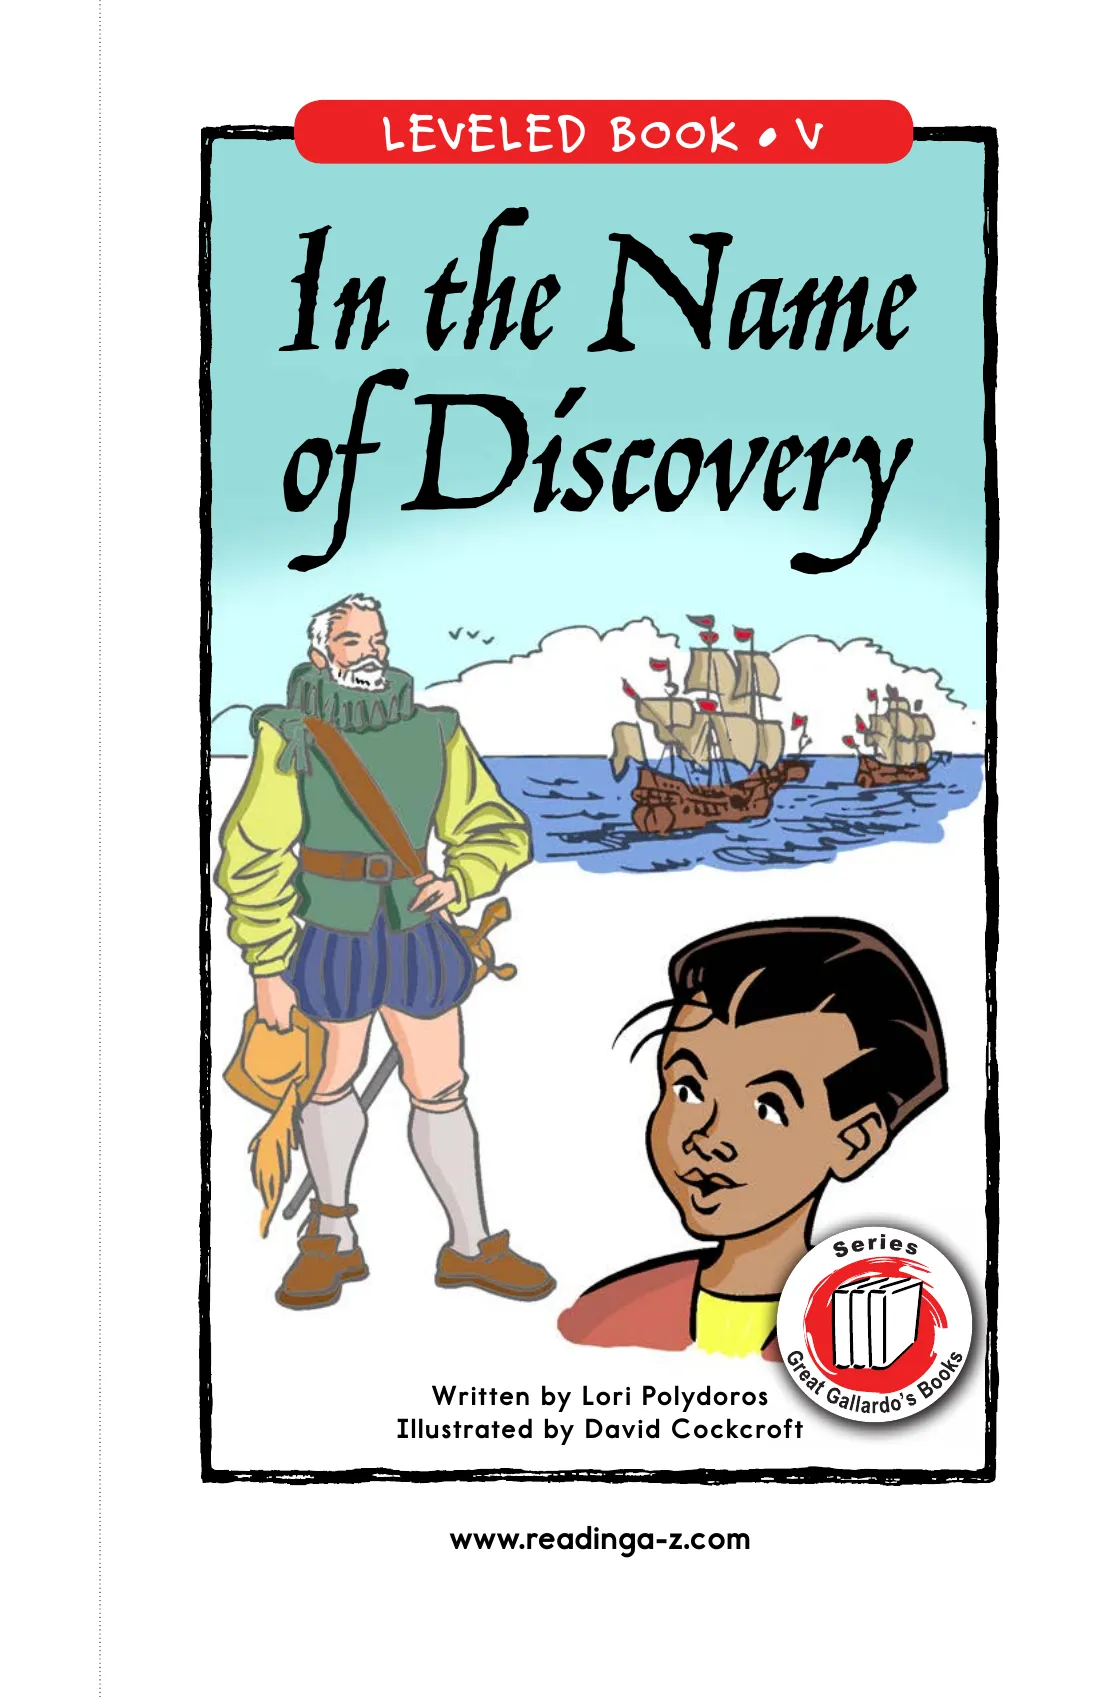 LEVELED BOOK • V
In the Name
of Discovery
Series
Great Gallardo's Books
Written by Lori Polydoros
Illustrated by David Cockcroft
www.readinga-z.com